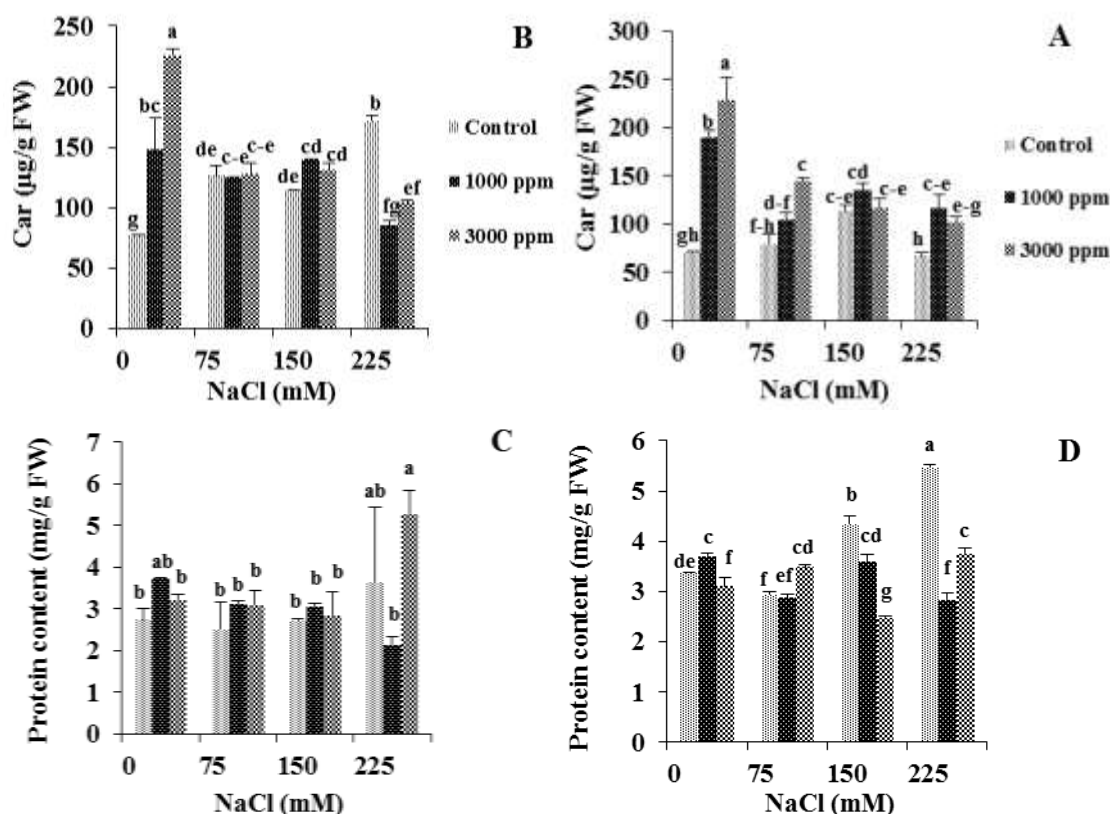 B
Car (µg/g FW)
250
200
150
100
50
0
g
bc
a
de
c-e
c-e
de
cd
cd
b
fg
ef
Control
1000 ppm
3000 ppm
0 75 150 225
NaCl (mM)
A
Car (µg/g FW)
300
250
200
150
100
50
0
gh
b
a
f-h
d-f
c
c-e
cd
c-e
h
c-e
e-g
Control
1000 ppm
3000 ppm
0 75 150 225
NaCl (mM)
C
Protein content (mg/g FW)
7
6
5
4
3
2
1
0
b
ab
b
b
b
b
b
b
b
ab
b
a
0 75 150 225
NaCl (mM)
D
Protein content (mg/g FW)
6
5
4
3
2
1
0
de
c
f
f
ef
cd
b
cd
g
a
f
c
0 75 150 225
NaCl (mM)